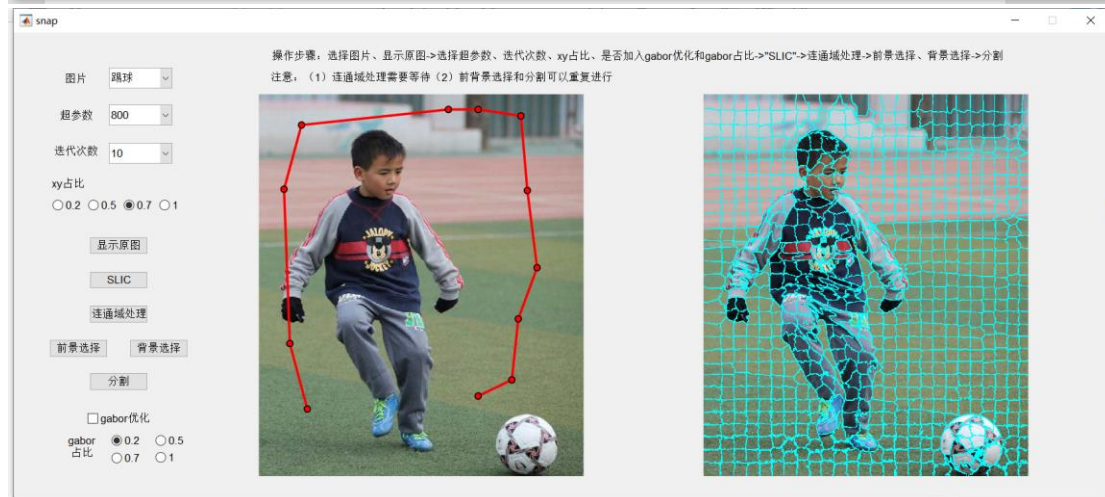 snap
操作步骤：选择图片、显示原图->选择超参数、迭代次数、xy占比、是否加入gabor优化和gabor占比->"SLIC"->连通域处理->前景选择、背景选择->分割
注意：（1）连通域处理需要等待（2）前背景选择和分割可以重复进行
图片 踢球
超参数 800
迭代次数 10
xy占比
0.2 0.5 0.7 1
显示原图
SLIC
连通域处理
前景选择 背景选择
分割
gabor优化
gabor 0.2 0.5
占比 0.7 1
JALOPY
SOCKET